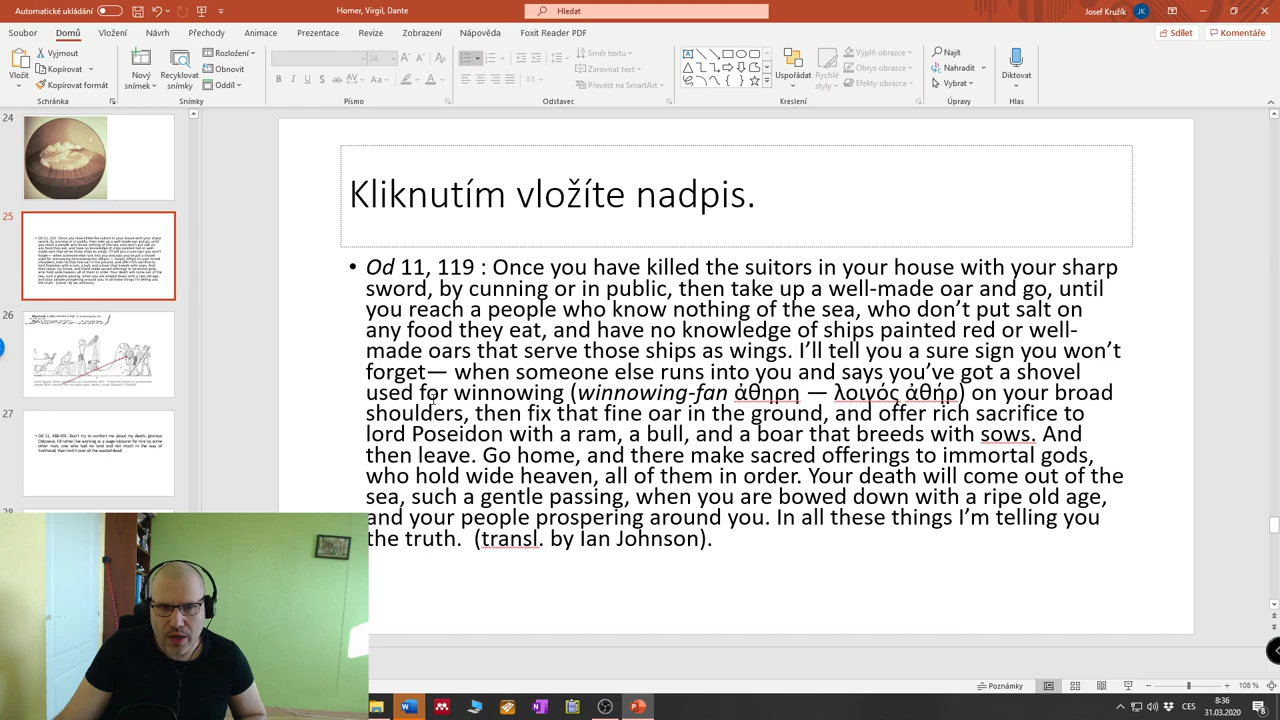 Homer, Virgil, Dante
Hledat
Josef Kružík
JK
Automatické ukládání
Soubor
Domů
Vložení
Návrh
Přechody
Animace
Prezentace
Revize
Zobrazení
Nápověda
Foxit Reader PDF
Sdílet
Komentáře
Vložit
Vyjmout
Kopírovat
Kopírovat formát
Schránka
Nový snímek
Recyklovat snímky
Rozložení
Obnovit
Oddíl
Snímky
24
Písmo
Směr textu
Zarovnat text
Převést na SmartArt
Odstavec
Uspořádat
Rychlé styly
Výplň obrazce
Obrys obrazce
Efekty obrazce
Kreslení
Najít
Nahradit
Vybrat
Úpravy
Diktovat
Hlas
24
25
26
27
28
Kliknutím vložíte nadpis.
• Od 11, 119 : Once you have killed the suitors in your house with your sharp
sword, by cunning or in public, then take up a well-made oar and go, until
you reach a people who know nothing of the sea, who don't put salt on
any food they eat, and have no knowledge of ships painted red or well-
made oars that serve those ships as wings. I'll tell you a sure sign you won't
forget— when someone else runs into you and says you've got a shovel
used for winnowing (winnowing-fan ἀθήρη — λοιγός ἀθήρ) on your broad
shoulders, then fix that fine oar in the ground, and offer rich sacrifice to
lord Poseidon with a ram, a bull, and a boar that breeds with sows. And
then leave. Go home, and there make sacred offerings to immortal gods,
who hold wide heaven, all of them in order. Your death will come out of the
sea, such a gentle passing, when you are bowed down with a ripe old age,
and your people prospering around you. In all these things I'm telling you
the truth. (transl. by Ian Johnson).
Poznámky
108 %
CES
8:36
31.03.2020